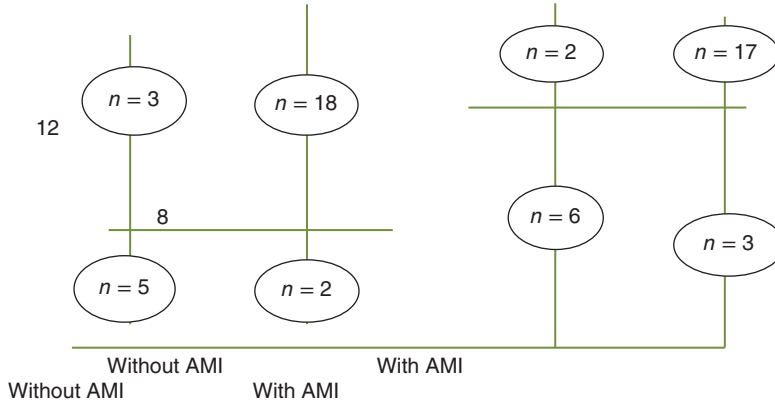 n = 2 n = 17
n = 3 n = 18
12
8
n = 6
n = 3
n = 5 n = 2
Without AMI With AMI
Without AMI With AMI